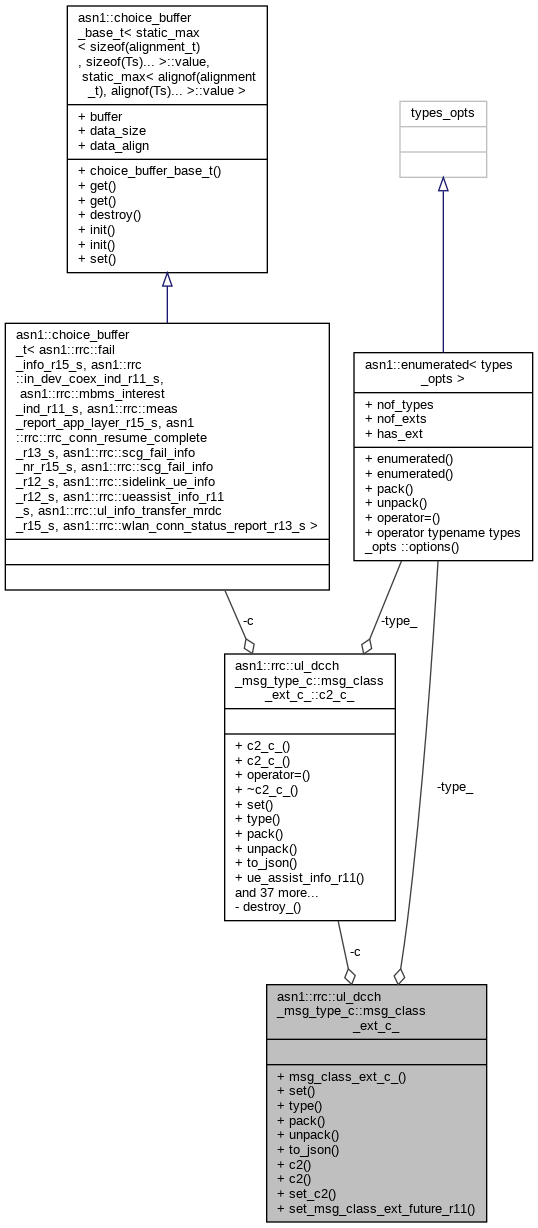 asn1::choice_buffer
_base_t< static_max
< sizeof(alignment_t)
, sizeof(Ts)... >::value,
static_max< alignof(alignment
_t), alignof(Ts)... >::value >
+ buffer
+ data_size
+ data_align
+ choice_buffer_base_t()
+ get()
+ get()
+ destroy()
+ init()
+ init()
+ set()
types_opts
asn1::choice_buffer
_t< asn1::rrc::fail
_info_r15_s, asn1::rrc
::in_dev_coex_ind_r11_s,
asn1::rrc::mbms_interest
_ind_r11_s, asn1::rrc::meas
_report_app_layer_r15_s, asn1
::rrc::rrc_conn_resume_complete
_r13_s, asn1::rrc::scg_fail_info
_nr_r15_s, asn1::rrc::scg_fail_info
_r12_s, asn1::rrc::sidelink_ue_info
_r12_s, asn1::rrc::ueassist_info_r11
_s, asn1::rrc::ul_info_transfer_mrdc
_r15_s, asn1::rrc::wlan_conn_status_report_r13_s >
asn1::enumerated< types
_opts >
+ nof_types
+ nof_exts
+ has_ext
+ enumerated()
+ enumerated()
+ pack()
+ unpack()
+ operator=()
+ operator typename types
_opts ::options()
-c
-type_
asn1::rrc::ul_dcch
_msg_type_c::msg_class
_ext_c_::c2_c_
+ c2_c_()
+ c2_c_()
+ operator=()
+ ~c2_c_()
+ set()
+ type()
+ pack()
+ unpack()
+ to_json()
+ ue_assist_info_r11()
and 37 more...
- destroy_()
-type_
-c
asn1::rrc::ul_dcch
_msg_type_c::msg_class
_ext_c_
+ msg_class_ext_c_()
+ set()
+ type()
+ pack()
+ unpack()
+ to_json()
+ c2()
+ c2()
+ set_c2()
+ set_msg_class_ext_future_r11()